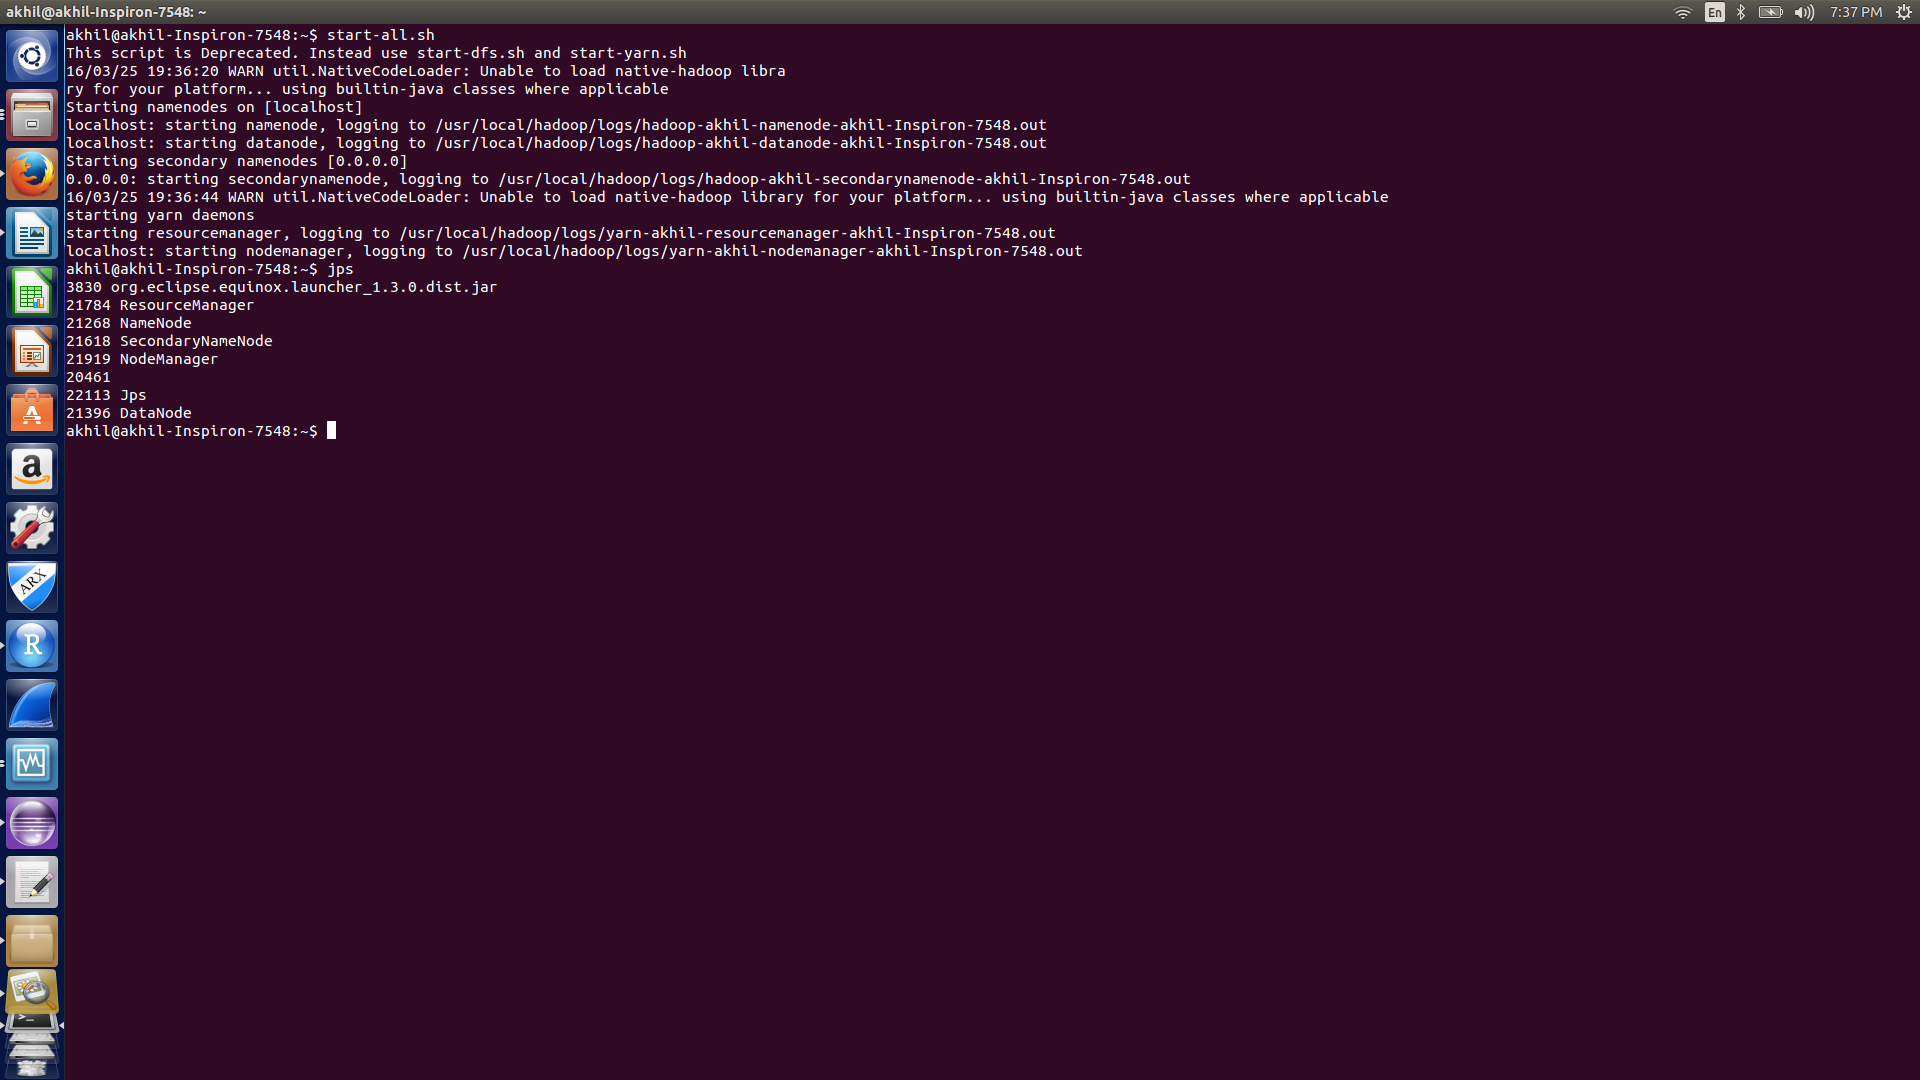 akhil@akhil-Inspiron-7548: ~
En
7:37 PM
akhil@akhil-Inspiron-7548:~$ start-all.sh
This script is Deprecated. Instead use start-dfs.sh and start-yarn.sh
16/03/25 19:36:20 WARN util.NativeCodeLoader: Unable to load native-hadoop libra
ry for your platform... using builtin-java classes where applicable
Starting namenodes on [localhost]
localhost: starting namenode, logging to /usr/local/hadoop/logs/hadoop-akhil-namenode-akhil-Inspiron-7548.out
localhost: starting datanode, logging to /usr/local/hadoop/logs/hadoop-akhil-datanode-akhil-Inspiron-7548.out
Starting secondary namenodes [0.0.0.0]
0.0.0.0: starting secondarynamenode, logging to /usr/local/hadoop/logs/hadoop-akhil-secondarynamenode-akhil-Inspiron-7548.out
16/03/25 19:36:44 WARN util.NativeCodeLoader: Unable to load native-hadoop library for your platform... using builtin-java classes where applicable
starting yarn daemons
starting resourcemanager, logging to /usr/local/hadoop/logs/yarn-akhil-resourcemanager-akhil-Inspiron-7548.out
localhost: starting nodemanager, logging to /usr/local/hadoop/logs/yarn-akhil-nodemanager-akhil-Inspiron-7548.out
akhil@akhil-Inspiron-7548:~$ jps
3830 org.eclipse.equinox.launcher_1.3.0.dist.jar
21784 ResourceManager
21268 NameNode
21618 SecondaryNameNode
21919 NodeManager
20461
22113 Jps
21396 DataNode
akhil@akhil-Inspiron-7548:~$
A
a
ARX
R
>_